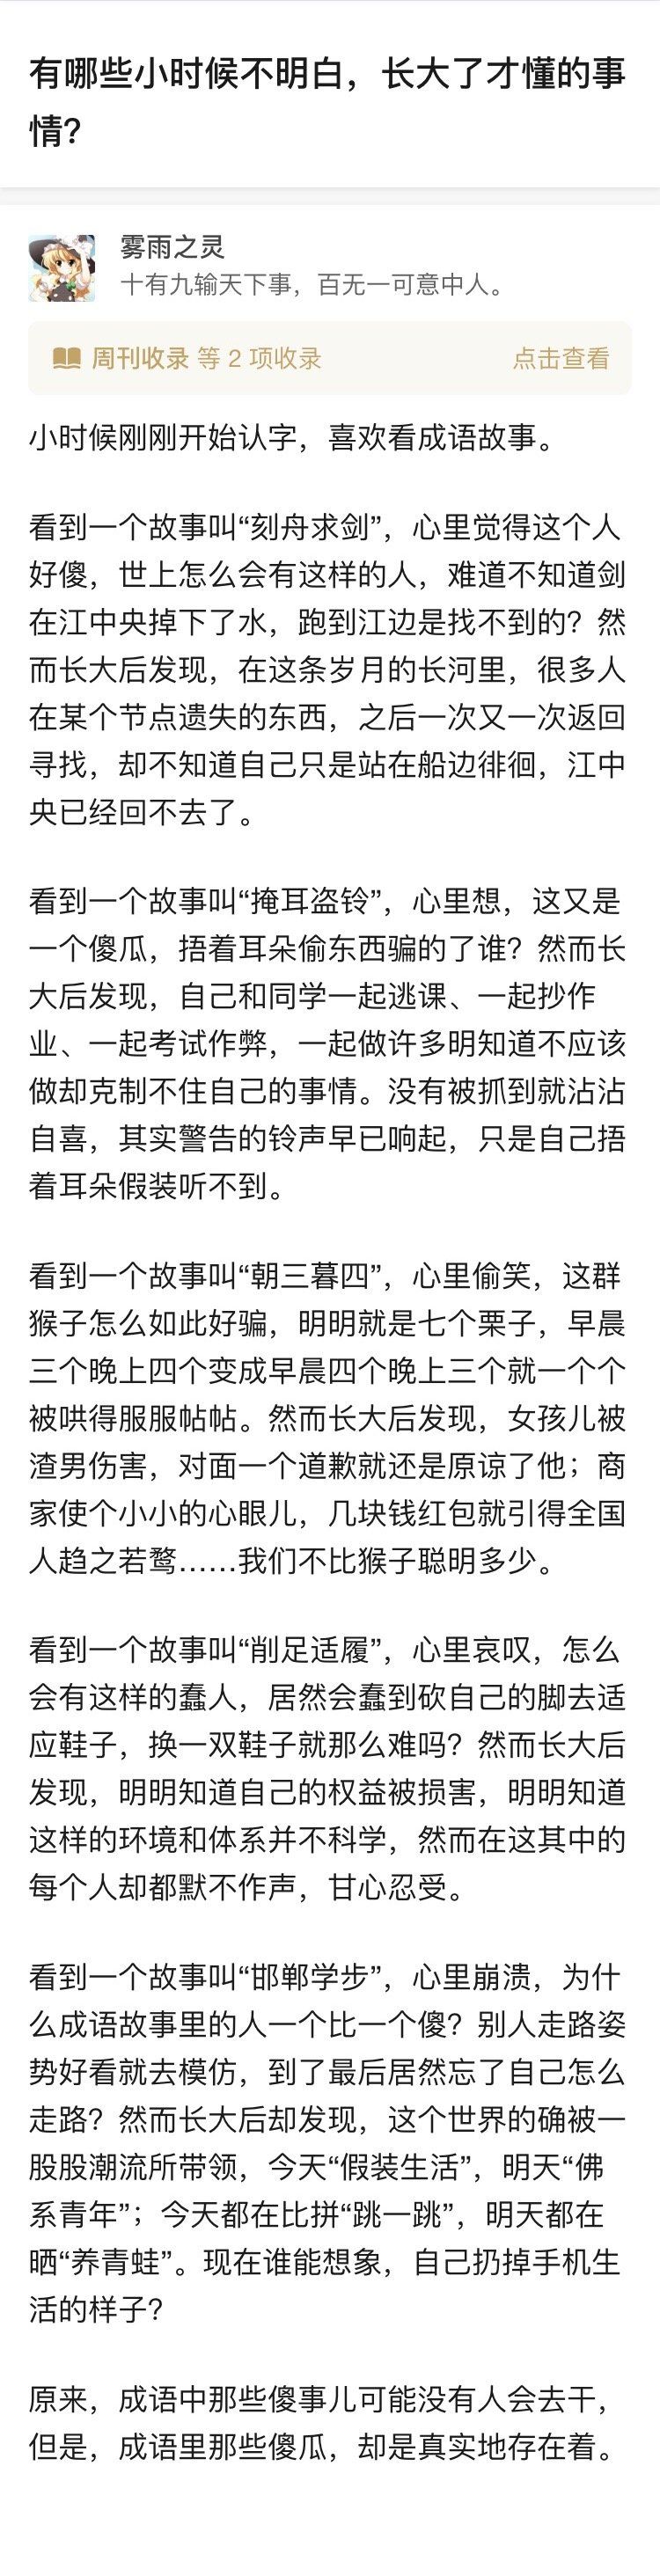 有哪些小时候不明白，长大了才懂的事
情？
雾雨之灵
十有九输天下事，百无一可意中人。
周刊收录 等 2 项收录 点击查看
小时候刚刚开始认字，喜欢看成语故事。
看到一个故事叫“刻舟求剑”，心里觉得这个人
好傻，世上怎么会有这样的人，难道不知道剑
在江中央掉下了水，跑到江边是找不到的？然
而长大后发现，在这条岁月的长河里，很多人
在某个节点遗失的东西，之后一次又一次返回
寻找，却不知道自己只是站在船边徘徊，江中
央已经回不去了。
看到一个故事叫“掩耳盗铃”，心里想，这又是
一个傻瓜，捂着耳朵偷东西骗的了谁？然而长
大后发现，自己和同学一起逃课、一起抄作
业、一起考试作弊，一起做许多明知道不应该
做却克制不住自己的事情。没有被抓到就沾沾
自喜，其实警告的铃声早已响起，只是自己捂
着耳朵假装听不到。
看到一个故事叫“朝三暮四”，心里偷笑，这群
猴子怎么如此好骗，明明就是七个栗子，早晨
三个晚上四个变成早晨四个晚上三个就一个个
被哄得服服帖帖。然而长大后发现，女孩儿被
渣男伤害，对面一个道歉就还是原谅了他；商
家使个小小的心眼儿，几块钱红包就引得全国
人趋之若鹜……我们不比猴子聪明多少。
看到一个故事叫“削足适履”，心里哀叹，怎么
会有这样的蠢人，居然会蠢到砍自己的脚去适
应鞋子，换一双鞋子就那么难吗？然而长大后
发现，明明知道自己的权益被损害，明明知道
这样的环境和体系并不科学，然而在这其中的
每个人却都默不作声，甘心忍受。
看到一个故事叫“邯郸学步”，心里崩溃，为什
么成语故事里的人一个比一个傻？别人走路姿
势好看就去模仿，到了最后居然忘了自己怎么
走路？然而长大后却发现，这个世界的确被一
股股潮流所带领，今天“假装生活”，明天“佛
系青年”；今天都在比拼“跳一跳”，明天都在
晒“养青蛙”。现在谁能想象，自己扔掉手机生
活的样子？
原来，成语中那些傻事儿可能没有人会去干，
但是，成语里那些傻瓜，却是真实地存在着。